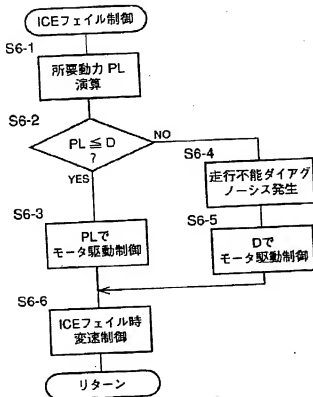 ICEフェイル制御
S6-1
所要動力 PL
演算
S6-2
PL≦D
?
NO
YES
S6-4
走行不能ダイアグ
ノーシス発生
S6-3
PLで
モータ駆動制御
S6-5
Dで
モータ駆動制御
S6-6
ICEフェイル時
変速制御
リターン